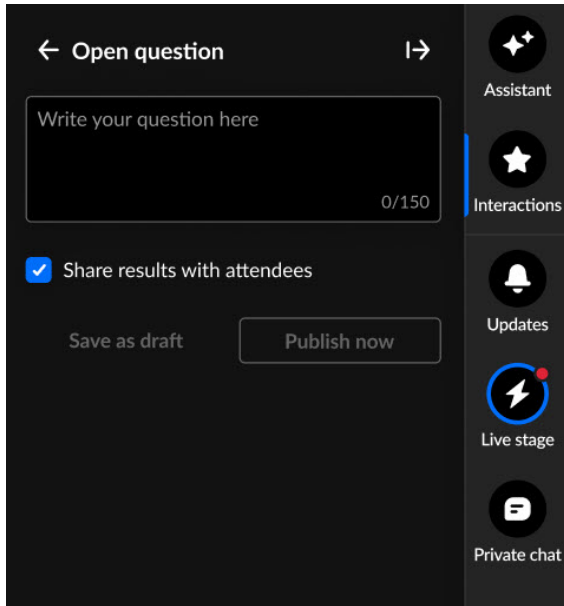 Open question
Write your question here
0/150
Share results with attendees
Save as draft
Publish now
Assistant
Interactions
Updates
Live stage
Private chat